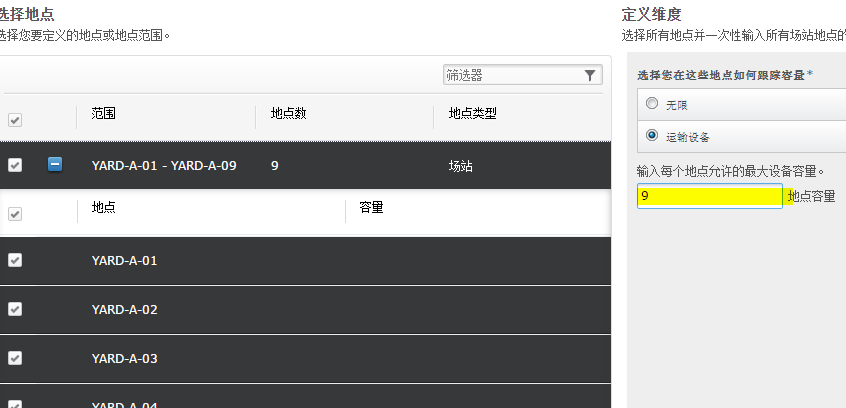 选择地点
选择您要定义的地点或地点范围。
筛选器
范围 地点数 地点类型
YARD-A-01 - YARD-A-09 9 场站
地点 容量
YARD-A-01
YARD-A-02
YARD-A-03
YARD-A-04
定义维度
选择所有地点并一次性输入所有场站地点的
选择您在这些地点如何跟踪容量*
无限
运输设备
输入每个地点允许的最大设备容量。
9 地点容量